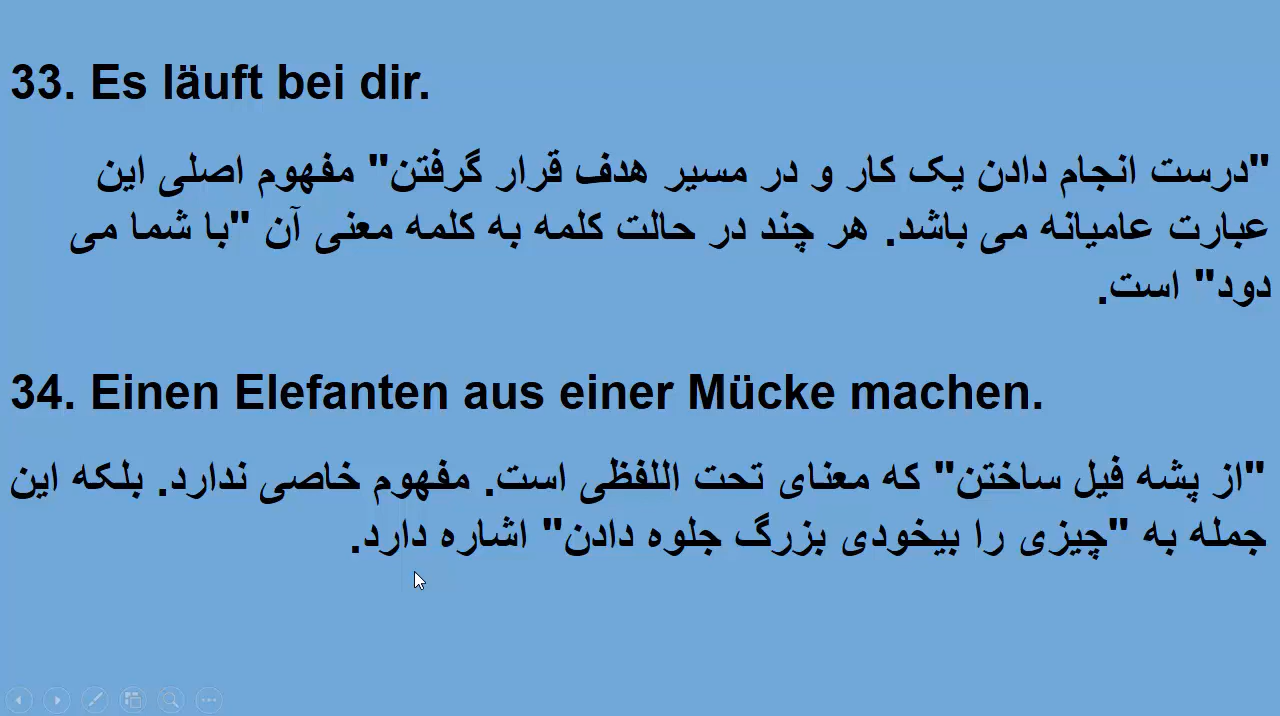 33. Es läuft bei dir.
"درست انجام دادن یک کار و در مسیر هدف قرار گرفتن" مفهوم اصلی این
عبارت عامیانه می باشد. هر چند در حالت کلمه به کلمه معنی آن "با شما می
دود" است.
34. Einen Elefanten aus einer Mücke machen.
"از پشه فیل ساختن" که معنای تحت اللفظی است. مفهوم خاصی ندارد. بلکه این
جمله به "چیزی را بیخودی بزرگ جلوه دادن" اشاره دارد.